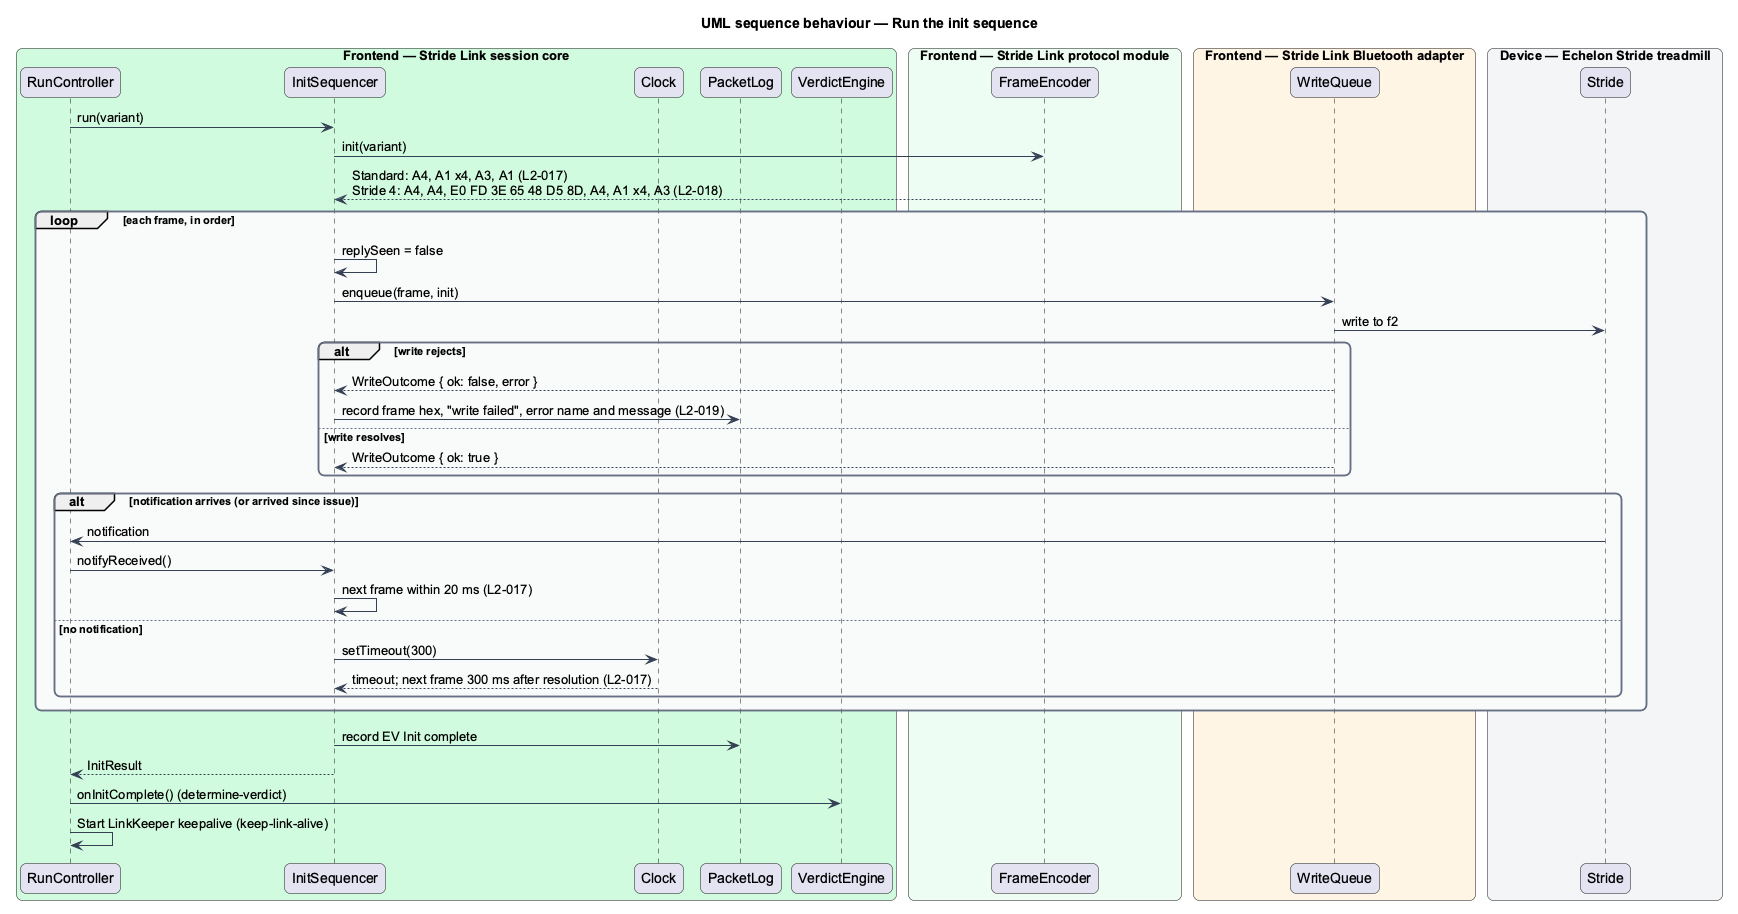 UML sequence behaviour — Run the init sequence
Frontend — Stride Link session core
Frontend — Stride Link protocol module
Frontend — Stride Link Bluetooth adapter
Device — Echelon Stride treadmill
RunController
InitSequencer
Clock
PacketLog
VerdictEngine
FrameEncoder
WriteQueue
Stride
run(variant)
init(variant)
Standard: A4, A1 x4, A3, A1 (L2-017)
Stride 4: A4, A4, E0 FD 3E 65 48 D5 8D, A4, A1 x4, A3 (L2-018)
loop
[each frame, in order]
replySeen = false
enqueue(frame, init)
write to f2
alt
[write rejects]
WriteOutcome { ok: false, error }
record frame hex, "write failed", error name and message (L2-019)
[write resolves]
WriteOutcome { ok: true }
alt
[notification arrives (or arrived since issue)]
notification
notifyReceived()
next frame within 20 ms (L2-017)
[no notification]
setTimeout(300)
timeout; next frame 300 ms after resolution (L2-017)
record EV Init complete
InitResult
onInitComplete() (determine-verdict)
Start LinkKeeper keepalive (keep-link-alive)
RunController
InitSequencer
Clock
PacketLog
VerdictEngine
FrameEncoder
WriteQueue
Stride